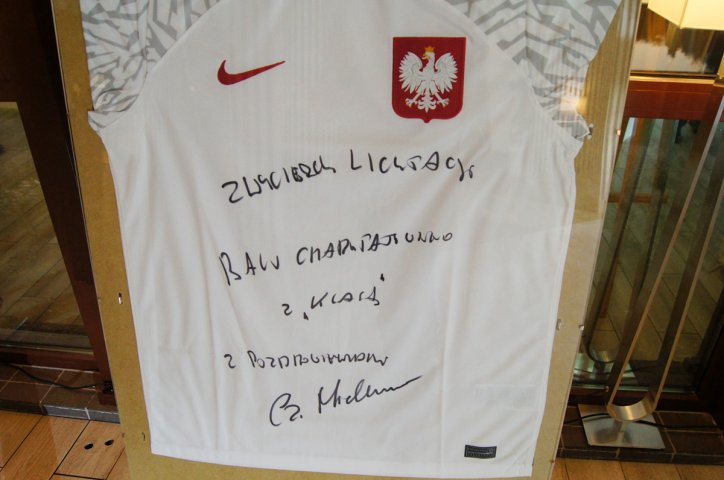 ZWYCIĘZCY LICYTACJI
BALU CHARYTATYWNEGO
Z „KLASĄ”
Z POZDROWIENIAMI